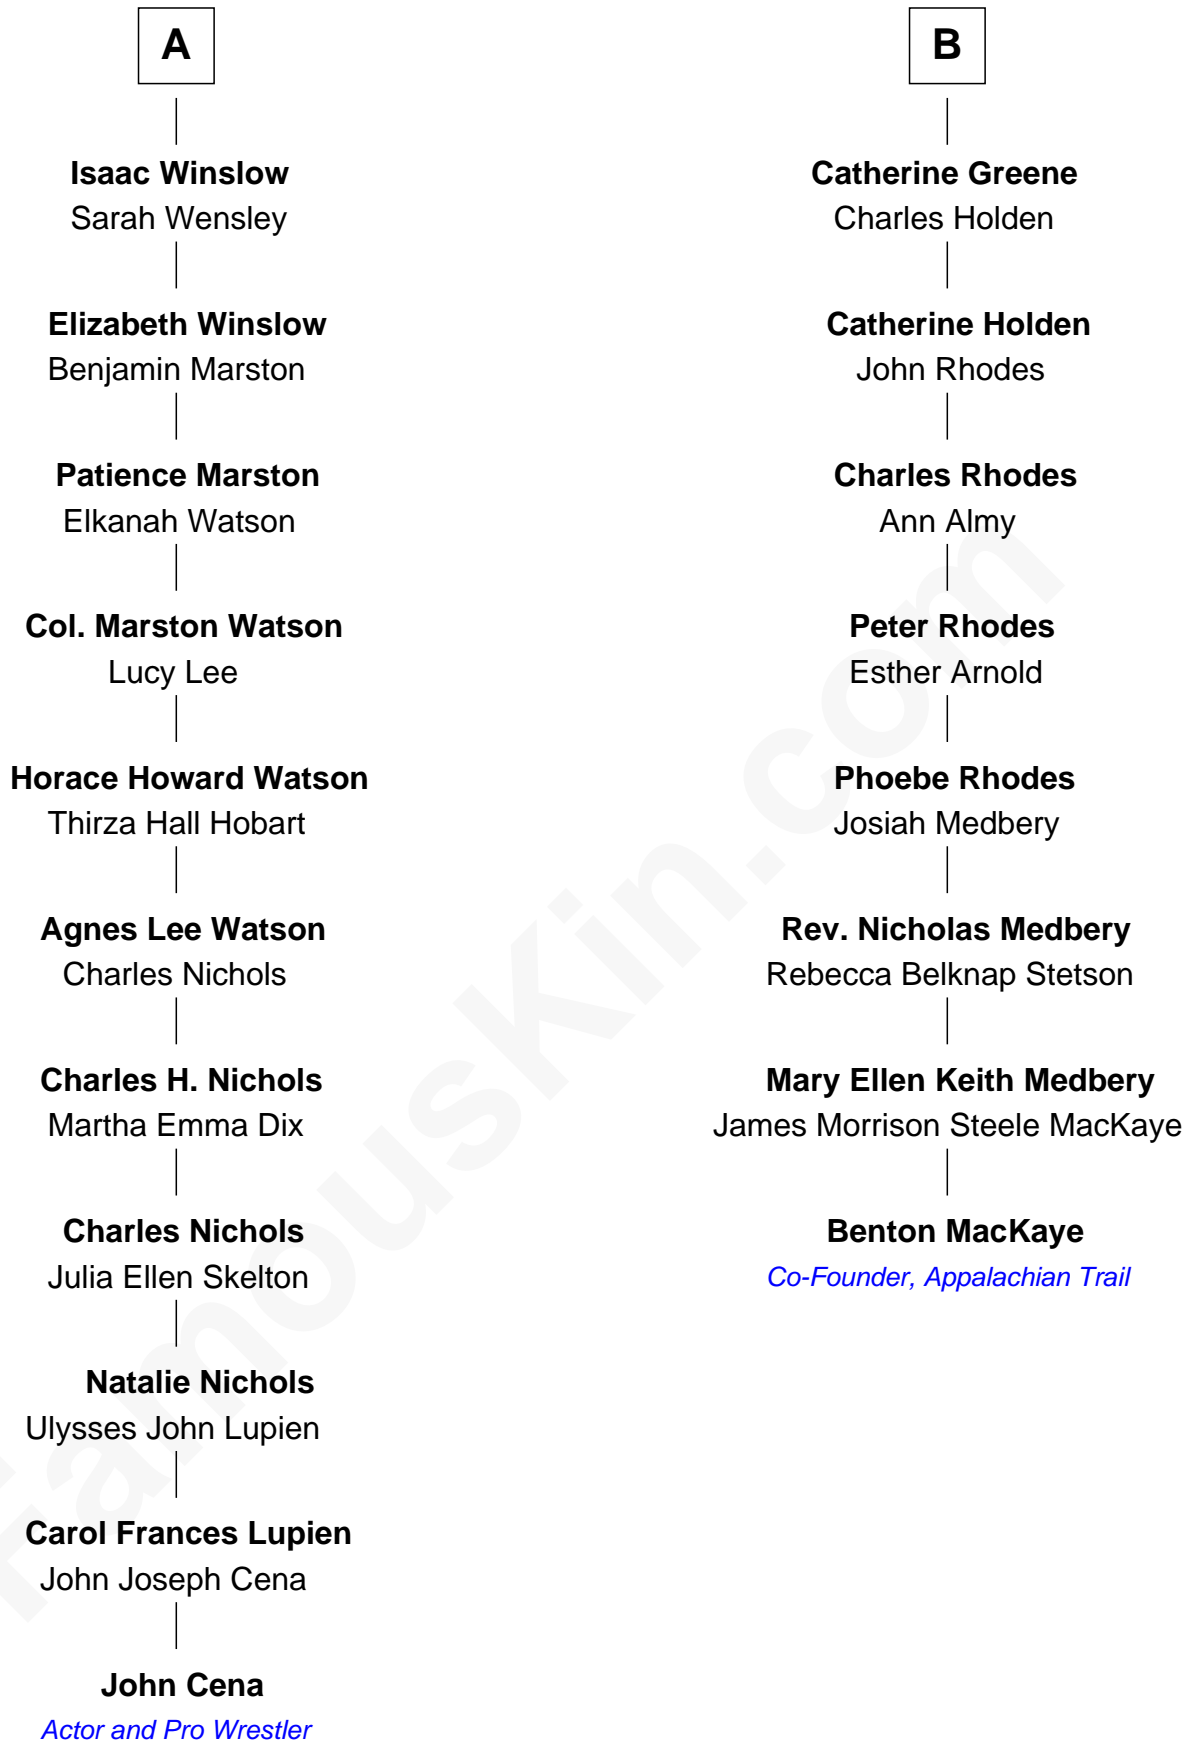 A
Isaac Winslow
Sarah Wensley
Elizabeth Winslow
Benjamin Marston
Patience Marston
Elkanah Watson
Col. Marston Watson
Lucy Lee
Horace Howard Watson
Thirza Hall Hobart
Agnes Lee Watson
Charles Nichols
Charles H. Nichols
Martha Emma Dix
Charles Nichols
Julia Ellen Skelton
Natalie Nichols
Ulysses John Lupien
Carol Frances Lupien
John Joseph Cena
John Cena
Actor and Pro Wrestler
B
Catherine Greene
Charles Holden
Catherine Holden
John Rhodes
Charles Rhodes
Ann Almy
Peter Rhodes
Esther Arnold
Phoebe Rhodes
Josiah Medbery
Rev. Nicholas Medbery
Rebecca Belknap Stetson
Mary Ellen Keith Medbery
James Morrison Steele MacKaye
Benton MacKaye
Co-Founder, Appalachian Trail
FamousKin.com